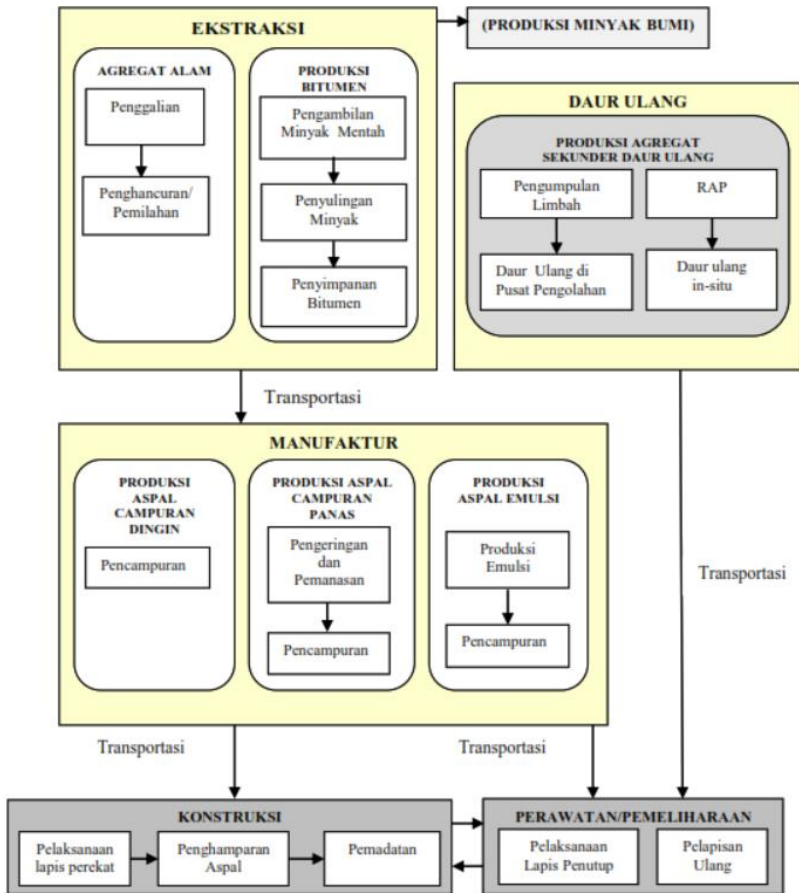 EKSTRAKSI
(PRODUKSI MINYAK BUMI)
AGREGAT ALAM
Penggalian
Penghancuran/
Pemilahan
PRODUKSI
BITUMEN
Pengambilan
Minyak Mentah
Penyulingan
Minyak
Penyimpanan
Bitumen
DAUR ULANG
PRODUKSI AGREGAT
SEKUNDER DAUR ULANG
Pengumpulan
Limbah
Daur Ulang di
Pusat Pengolahan
RAP
Daur ulang
in-situ
Transportasi
MANUFAKTUR
PRODUKSI
ASPAL
CAMPURAN
DINGIN
Pencampuran
PRODUKSI ASPAL
CAMPURAN
PANAS
Pengeringan
dan
Pemanasan
Pencampuran
PRODUKSI
ASPAL EMULSI
Produksi
Emulsi
Pencampuran
Transportasi
Transportasi
Transportasi
KONSTRUKSI
Pelaksanaan
lapis perekat
Penghamparan
Aspal
Pemadatan
PERAWATAN/PEMELIHARAAN
Pelaksanaan
Lapis Penutup
Pelapisan
Ulang